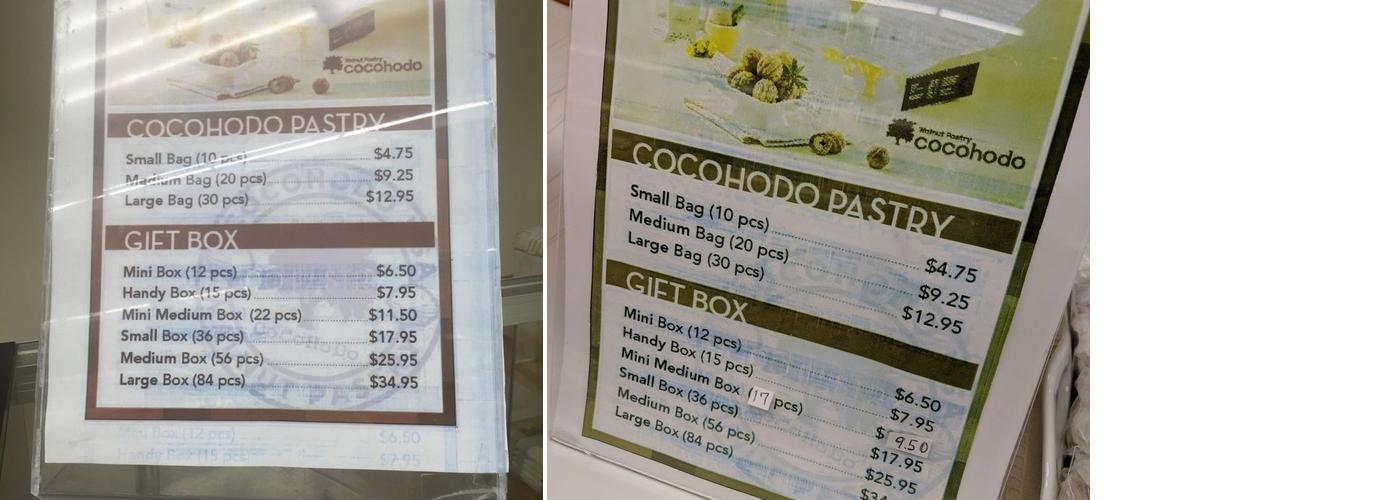 Walnut Pastry
cocohodo
COCOHODO PASTRY
Small Bag (10 pcs) $4.75
Medium Bag (20 pcs) $9.25
Large Bag (30 pcs) $12.95
GIFT BOX
Mini Box (12 pcs) $6.50
Handy Box (15 pcs) $7.95
Mini Medium Box (22 pcs) $11.50
Small Box (36 pcs) $17.95
Medium Box (56 pcs) $25.95
Large Box (84 pcs) $34.95
Mini Box (12 pcs) $6.50
Handy Box (15 pcs) $7.95
Walnut Pastry
cocohodo
COCOHODO PASTRY
Small Bag (10 pcs) $4.75
Medium Bag (20 pcs) $9.25
Large Bag (30 pcs) $12.95
GIFT BOX
Mini Box (12 pcs) $6.50
Handy Box (15 pcs) $7.95
Mini Medium Box (17 pcs) $9.50
Small Box (36 pcs) $17.95
Medium Box (56 pcs) $25.95
Large Box (84 pcs)